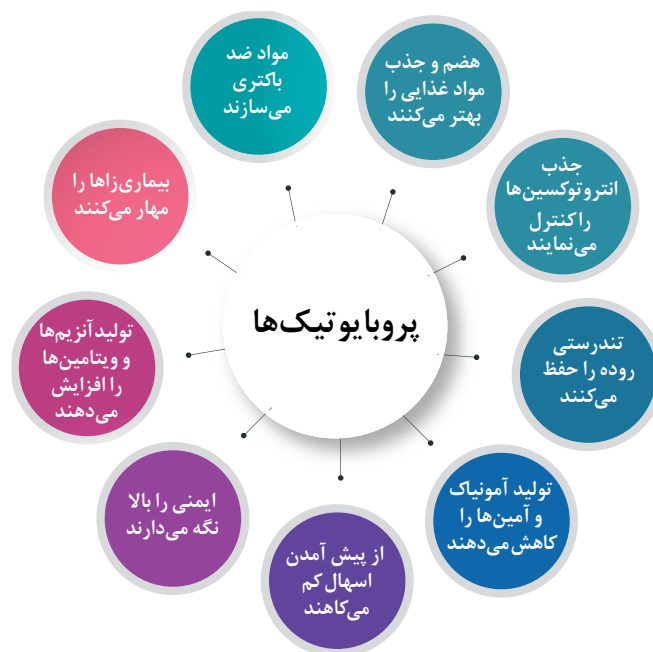 پروبایوتیک‌ها
هضم و جذب
مواد غذایی را
بهتر می‌کنند
جذب
انتروتوکسین‌ها
را کنترل
می‌نمایند
تندرستی
روده را حفظ
می‌کنند
تولید آمونیاک
و آمین‌ها را
کاهش می‌دهند
از پیش آمدن
اسهال کم
می‌کاهند
ایمنی را بالا
نگه می‌دارند
تولید آنزیم‌ها
و ویتامین‌ها
را افزایش
می‌دهند
بیماری‌زاها را
مهار می‌کنند
مواد ضد
باکتری
می‌سازند